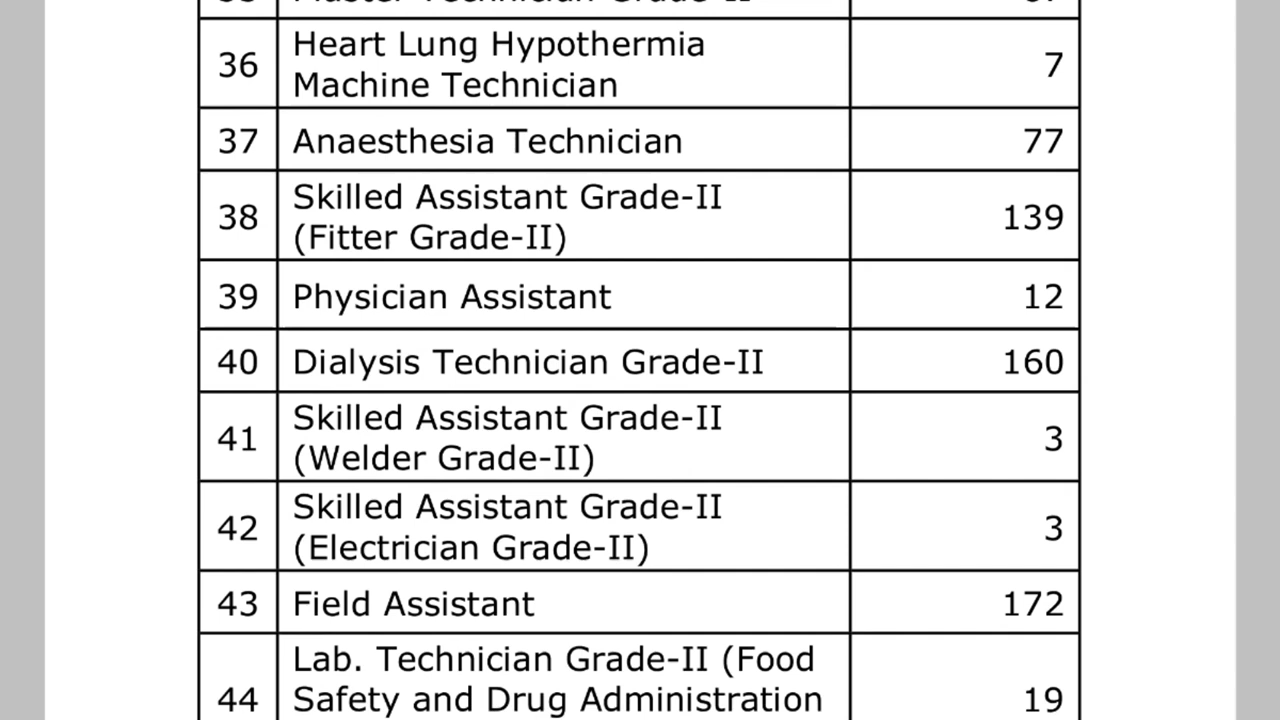 36 Heart Lung Hypothermia
Machine Technician 7
37 Anaesthesia Technician 77
38 Skilled Assistant Grade-II
(Fitter Grade-II) 139
39 Physician Assistant 12
40 Dialysis Technician Grade-II 160
41 Skilled Assistant Grade-II
(Welder Grade-II) 3
42 Skilled Assistant Grade-II
(Electrician Grade-II) 3
43 Field Assistant 172
Lab. Technician Grade-II (Food
44 Safety and Drug Administration 19